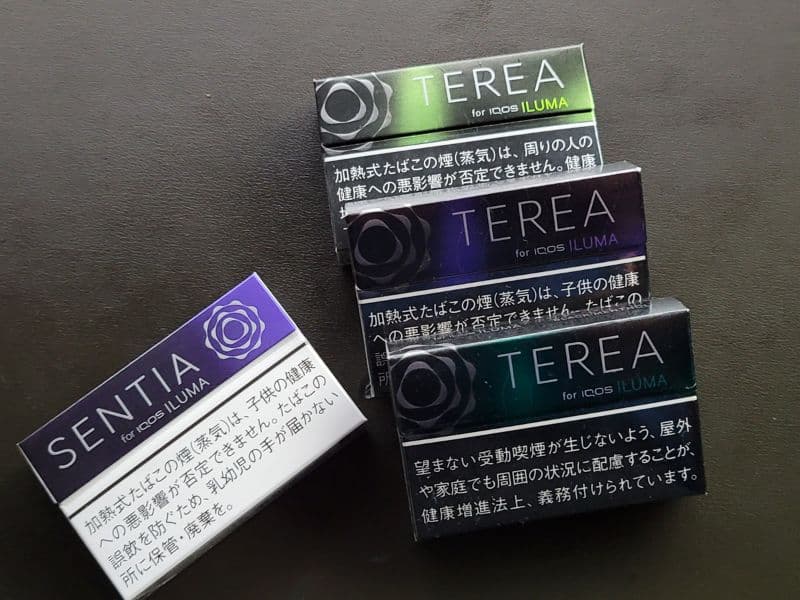 TEREA
for IQOS ILUMA
加熱式たばこの煙(蒸気)は、周りの人の
健康への悪影響が否定できません。健康
TEREA
for IQOS ILUMA
加熱式たばこの煙(蒸気)は、子供の健康
への悪影響が否定できません。たばこの
TEREA
for IQOS ILUMA
望まない受動喫煙が生じないよう、屋外
や家庭でも周囲の状況に配慮することが、
健康増進法上、義務付けられています。
SENTIA
for IQOS ILUMA
加熱式たばこの煙(蒸気)は、子供の健康
への悪影響が否定できません。たばこの
誤飲を防ぐため、乳幼児の手が届かない
所に保管・廃棄を。